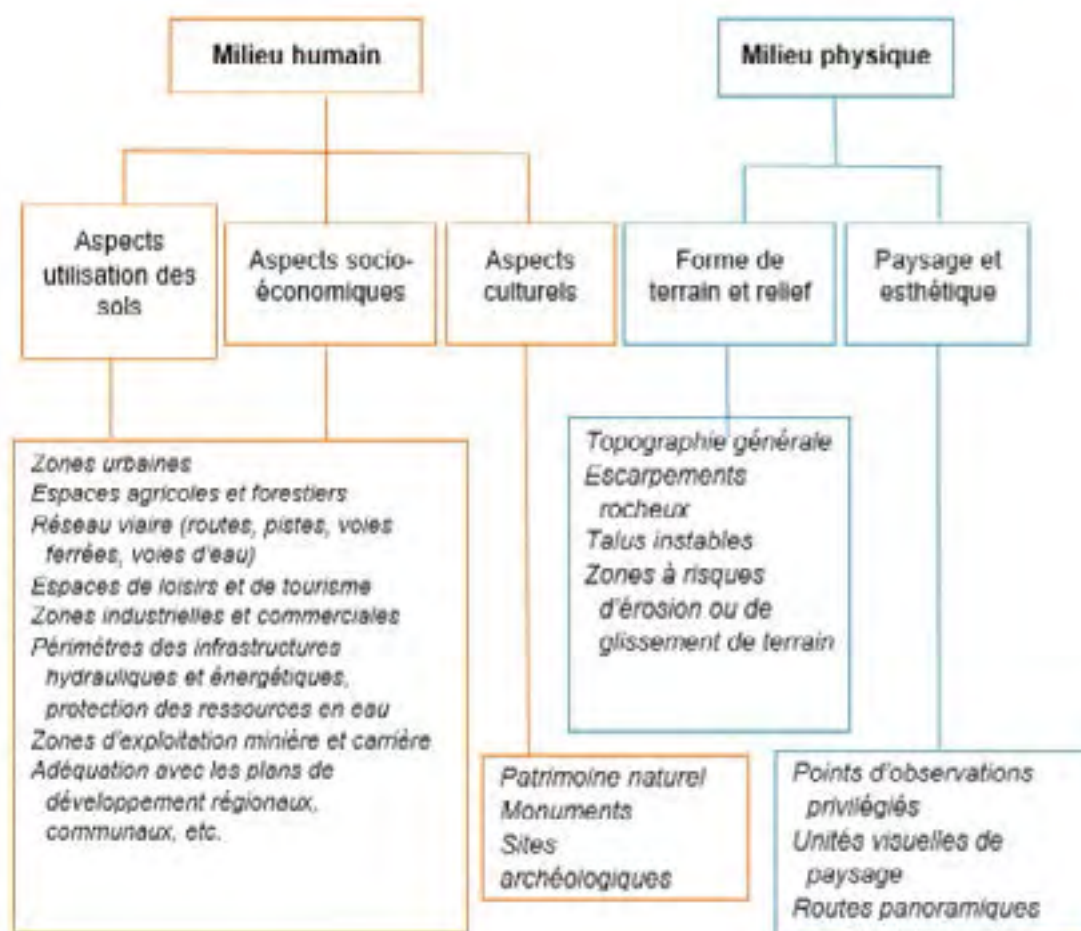 Milieu humain
Milieu physique
Aspects
utilisation des
sols
Aspects socio-
économiques
Aspects
culturels
Forme de
terrain et relief
Paysage et
esthétique
Zones urbaines
Espaces agricoles et forestiers
Réseau viaire (routes, pistes, voies
ferrées, voies d'eau)
Espaces de loisirs et de tourisme
Zones industrielles et commerciales
Périmètres des infrastructures
hydrauliques et énergétiques,
protection des ressources en eau
Zones d'exploitation minière et carrière
Adéquation avec les plans de
développement régionaux,
communaux, etc.
Patrimoine naturel
Monuments
Sites
archéologiques
Topographie générale
Escarpements
rocheux
Talus instables
Zones à risques
d'érosion ou de
glissement de terrain
Points d'observations
privilégiés
Unités visuelles de
paysage
Routes panoramiques